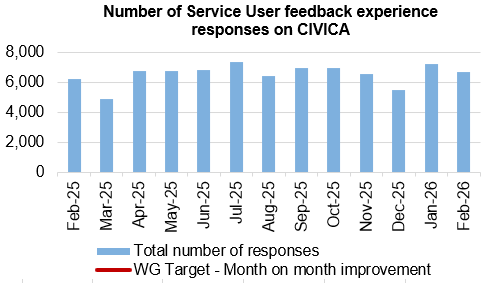 Number of Service User feedback experience
responses on CIVICA
8,000
6,000
4,000
2,000
0
Feb-25
Mar-25
Apr-25
May-25
Jun-25
Jul-25
Aug-25
Sep-25
Oct-25
Nov-25
Dec-25
Jan-26
Feb-26
Total number of responses
WG Target - Month on month improvement